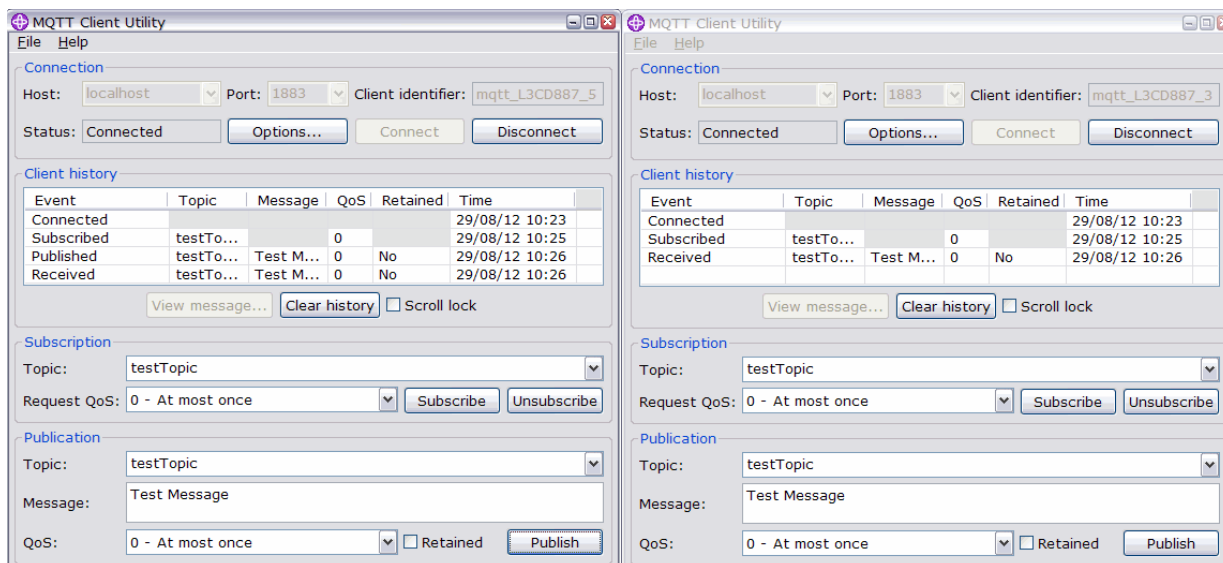 MQTT Client Utility
File Help
Connection
Host: localhost Port: 1883 Client identifier: mqtt_L3CD887_5
Status: Connected Options... Connect Disconnect
Client history
Event Topic Message QoS Retained Time
Connected 29/08/12 10:23
Subscribed testTo... 0 29/08/12 10:25
Published testTo... Test M... 0 No 29/08/12 10:26
Received testTo... Test M... 0 No 29/08/12 10:26
View message... Clear history Scroll lock
Subscription
Topic: testTopic
Request QoS: 0 - At most once Subscribe Unsubscribe
Publication
Topic: testTopic
Message: Test Message
QoS: 0 - At most once Retained Publish
MQTT Client Utility
File Help
Connection
Host: localhost Port: 1883 Client identifier: mqtt_L3CD887_3
Status: Connected Options... Connect Disconnect
Client history
Event Topic Message QoS Retained Time
Connected 29/08/12 10:23
Subscribed testTo... 0 29/08/12 10:25
Received testTo... Test M... 0 No 29/08/12 10:26
View message... Clear history Scroll lock
Subscription
Topic: testTopic
Request QoS: 0 - At most once Subscribe Unsubscribe
Publication
Topic: testTopic
Message: Test Message
QoS: 0 - At most once Retained Publish